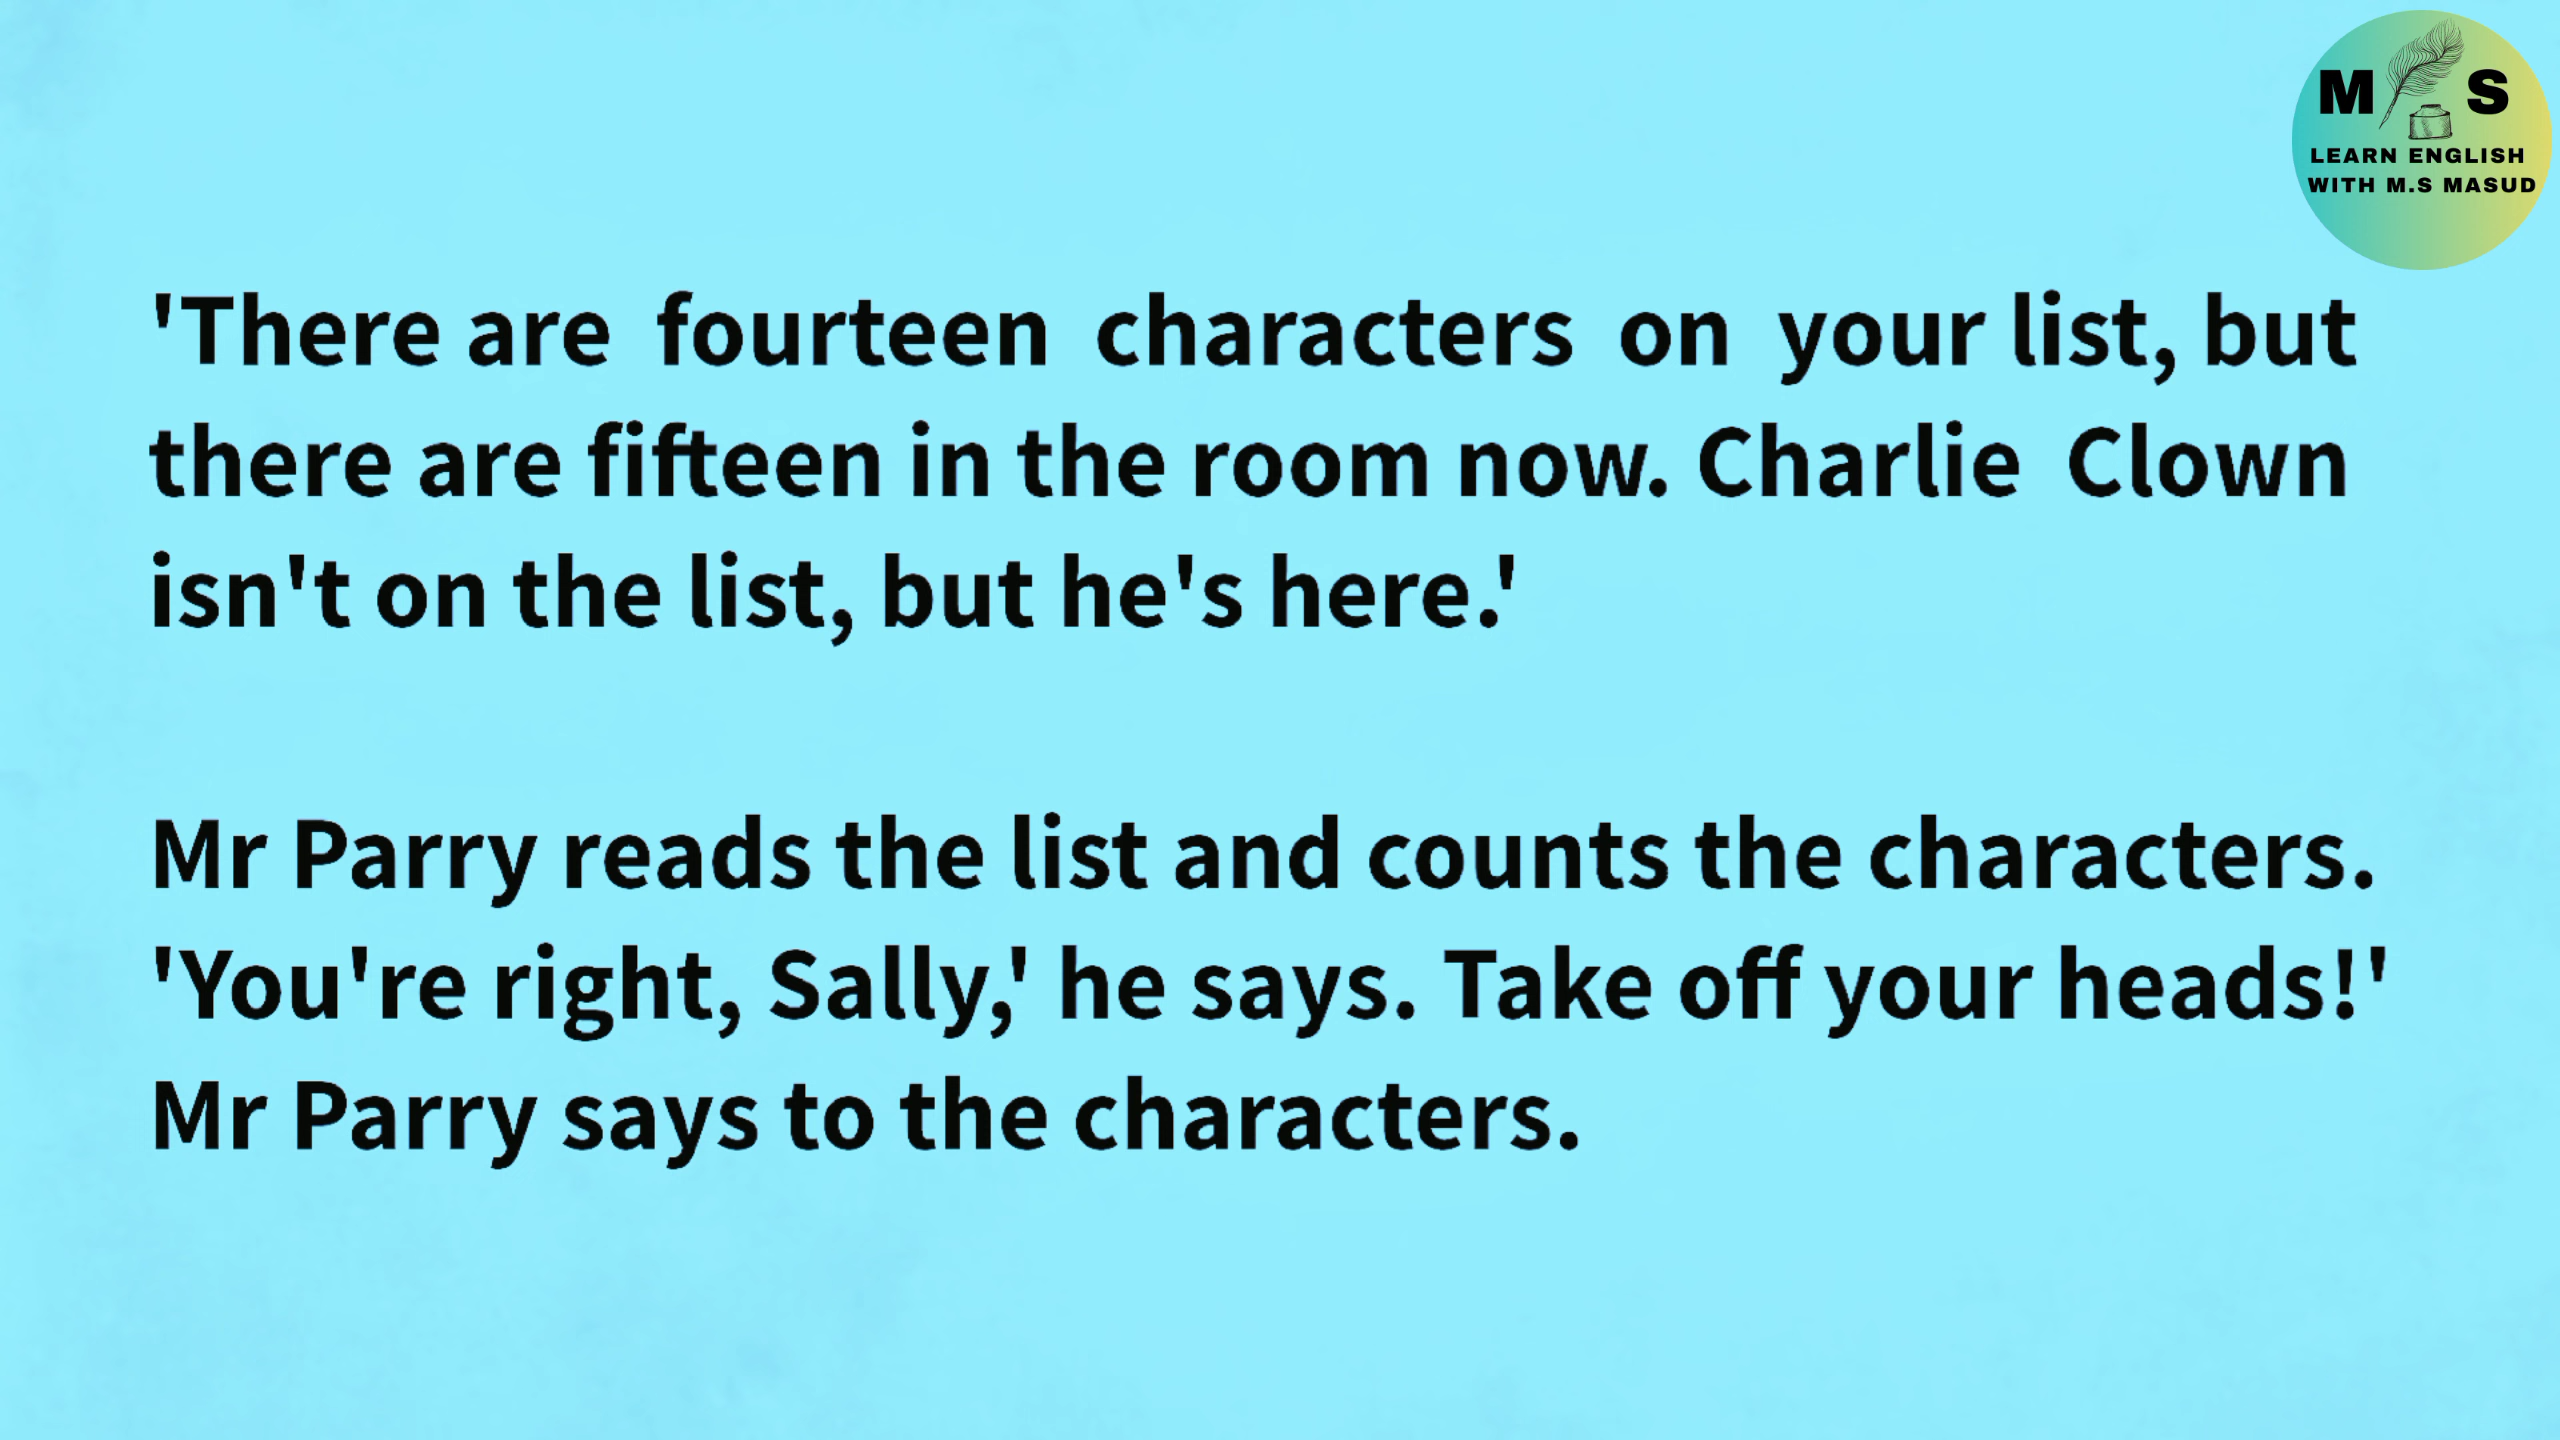 M S
LEARN ENGLISH
WITH M.S MASUD
'There are fourteen characters on your list, but
there are fifteen in the room now. Charlie Clown
isn't on the list, but he's here.'
Mr Parry reads the list and counts the characters.
'You're right, Sally,' he says. Take off your heads!'
Mr Parry says to the characters.